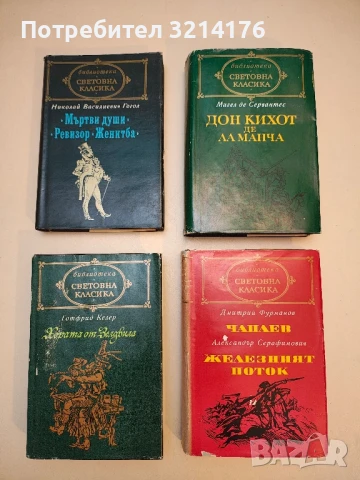 A-5214176
библиотека
СВЕТОВНА
КЛАСИКА
Николай Василиевич Гогол
• Мъртви души •
• Ревизор • Женитба •
библиотека
СВЕТОВНА
КЛАСИКА
Мигел де Сервантес
ДОН КИХОТ
ДЕ
ЛА МАНЧА
библиотека
СВЕТОВНА
КЛАСИКА
Готфрид Келер
Хората от Зелдвила
библиотека
СВЕТОВНА
КЛАСИКА
Дмитрий Фурманов
ЧАПАЕВ
Александър Серафимович
ЖЕЛЕЗНИЯТ
ПОТОК
BAZAR